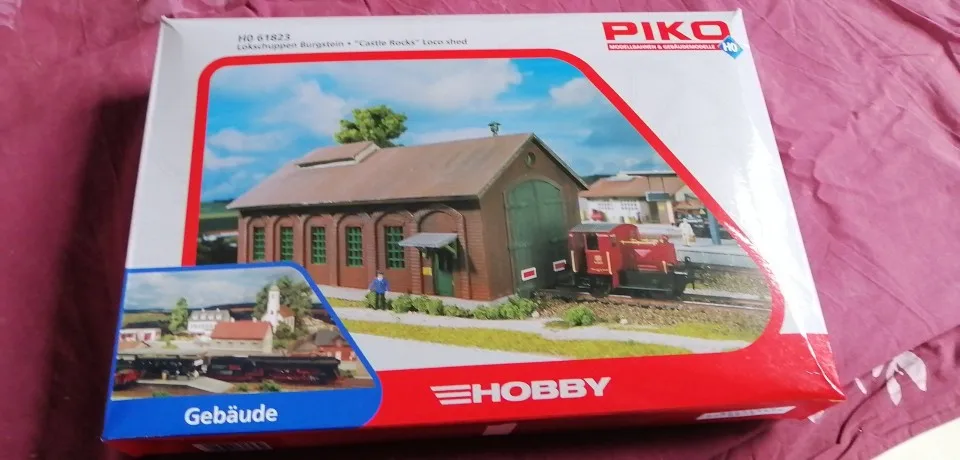 H0 61823
Lokschuppen Burgstein • "Castle Rocks" Loco shed
PIKO
MODELLBAHNEN & GEBÄUDEMODELLE
H0
HOBBY
Gebäude